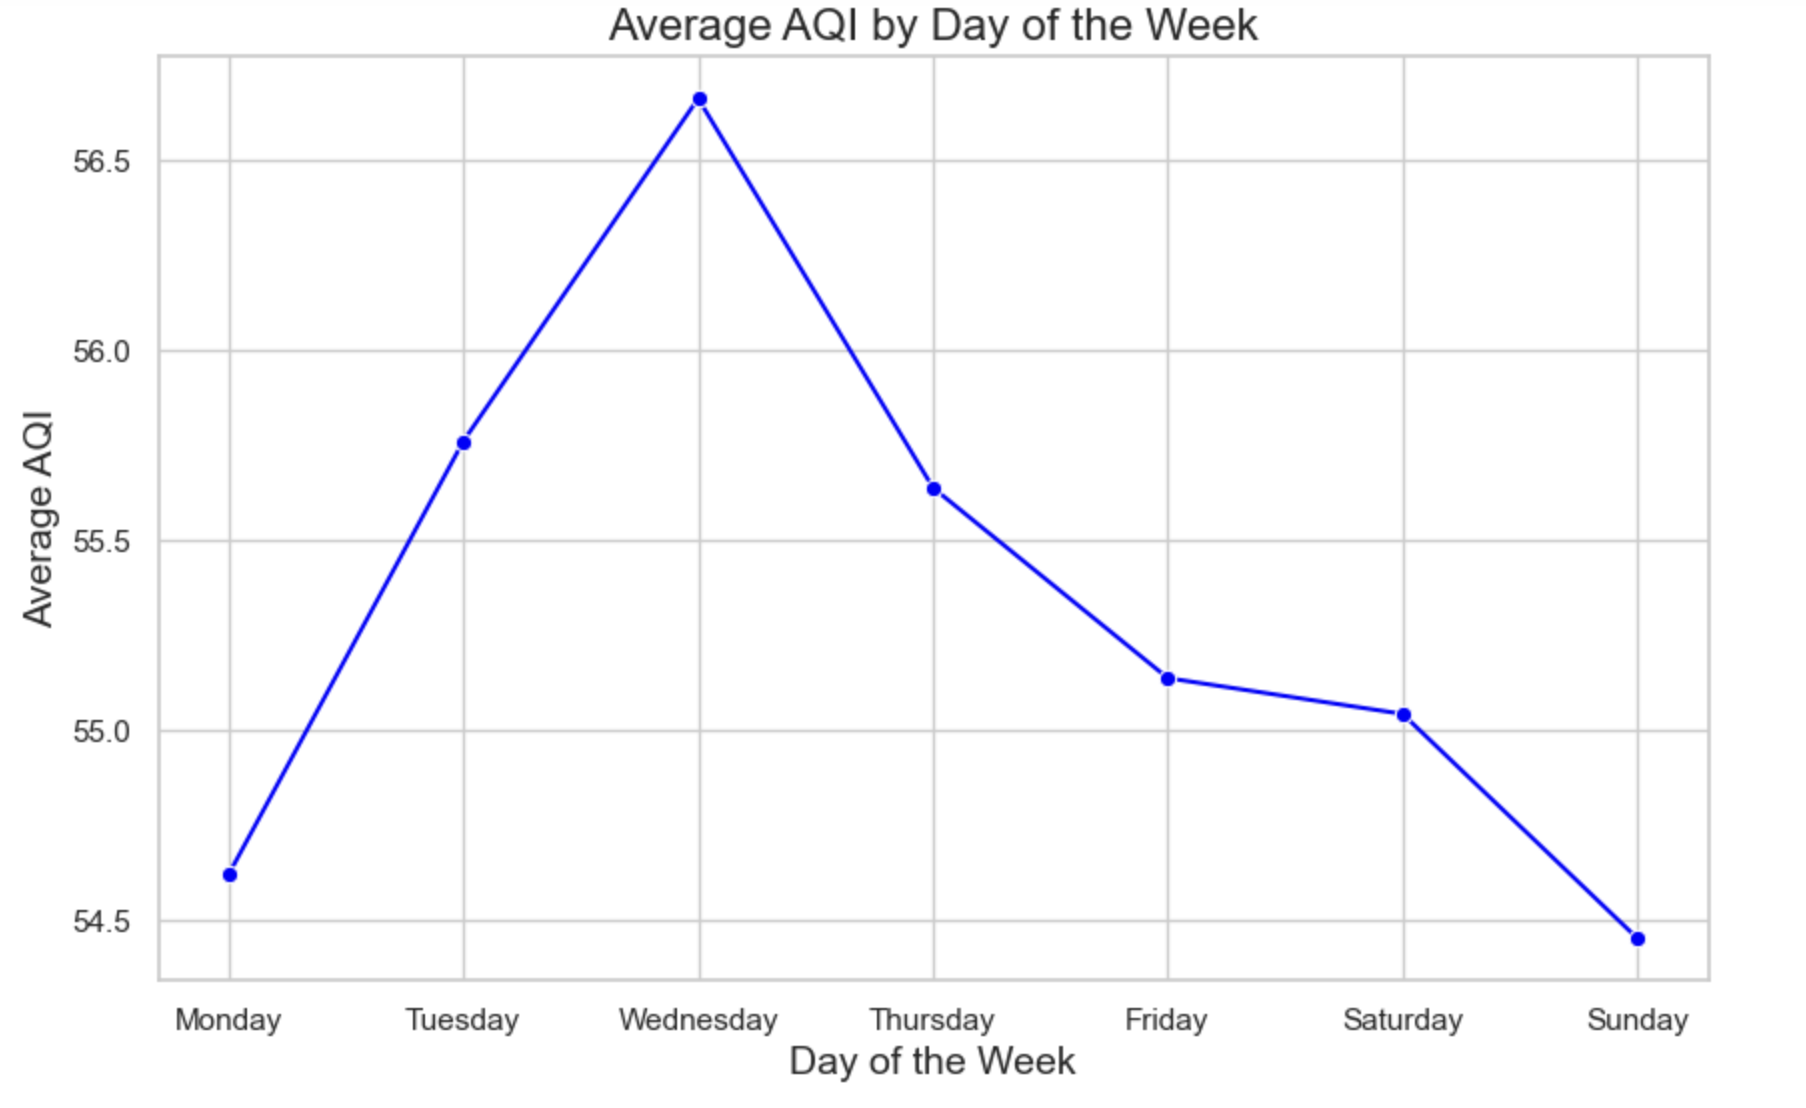 Average AQI by Day of the Week
56.5
56.0
55.5
55.0
54.5
Average AQI
Monday Tuesday Wednesday Thursday Friday Saturday Sunday
Day of the Week